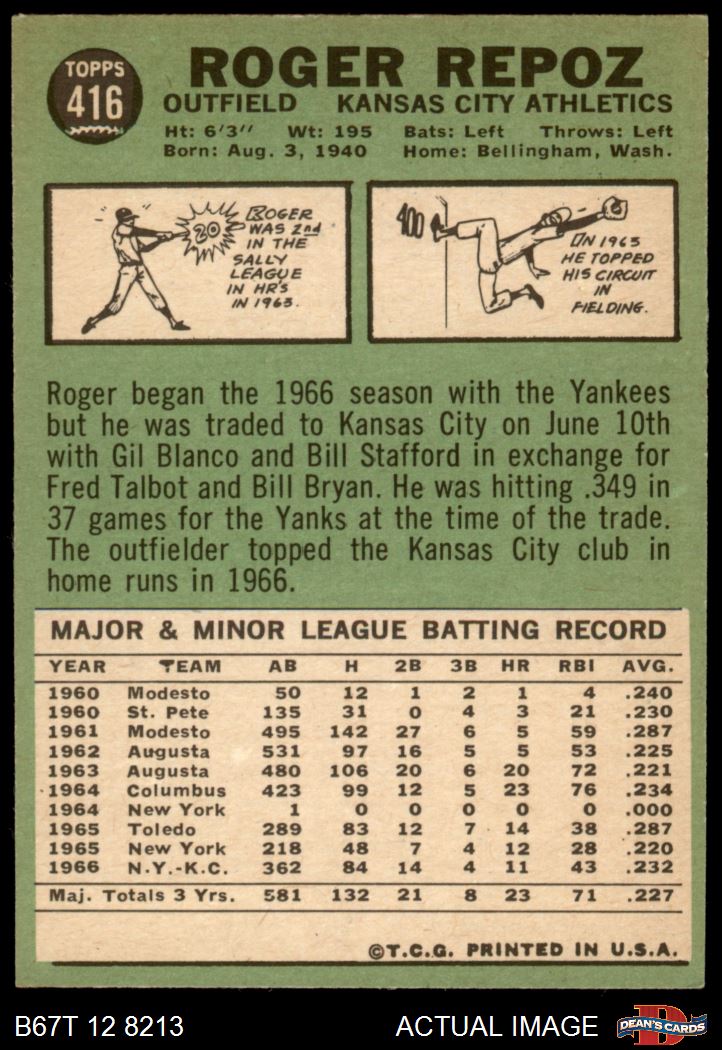 TOPPS
416
ROGER REPOZ
OUTFIELD KANSAS CITY ATHLETICS
Ht: 6'3" Wt: 195 Bats: Left Throws: Left
Born: Aug. 3, 1940 Home: Bellingham, Wash.
20
ROGER
WAS 2nd
IN THE
SALLY
LEAGUE
IN HR'S
IN 1963.
400
IN 1963
HE TOPPED
HIS CIRCUIT
IN
FIELDING.
Roger began the 1966 season with the Yankees
but he was traded to Kansas City on June 10th
with Gil Blanco and Bill Stafford in exchange for
Fred Talbot and Bill Bryan. He was hitting .349 in
37 games for the Yanks at the time of the trade.
The outfielder topped the Kansas City club in
home runs in 1966.
MAJOR & MINOR LEAGUE BATTING RECORD
YEAR TEAM AB H 2B 3B HR RBI AVG.
1960 Modesto 50 12 1 2 1 4 .240
1960 St. Pete 135 31 0 4 3 21 .230
1961 Modesto 495 142 27 6 5 59 .287
1962 Augusta 531 97 16 5 5 53 .225
1963 Augusta 480 106 20 6 20 72 .221
1964 Columbus 423 99 12 5 23 76 .234
1964 New York 1 0 0 0 0 0 .000
1965 Toledo 289 83 12 7 14 38 .287
1965 New York 218 48 7 4 12 28 .220
1966 N.Y.-K.C. 362 84 14 4 11 43 .232
Maj. Totals 3 Yrs. 581 132 21 8 23 71 .227
©T.C.G. PRINTED IN U.S.A.
B67T 12 8213 ACTUAL IMAGE DEAN'S CARDS